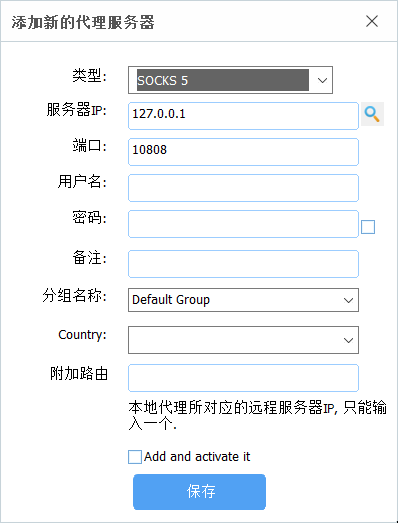 添加新的代理服务器
类型: SOCKS 5
服务器IP: 127.0.0.1
端口: 10808
用户名:
密码:
备注:
分组名称: Default Group
Country:
附加路由
本地代理所对应的远程服务器IP, 只能输
入一个.
Add and activate it
保存